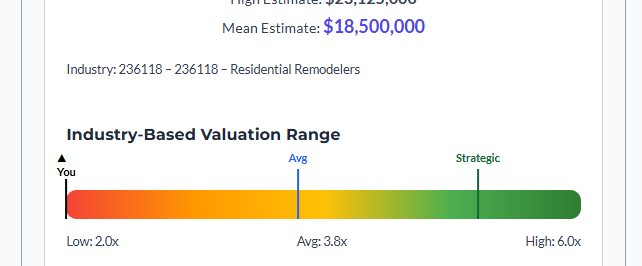 High Estimate: $23,125,000
Mean Estimate: $18,500,000
Industry: 236118 – 236118 – Residential Remodelers
Industry-Based Valuation Range
▲ Avg Strategic
You
Low: 2.0x Avg: 3.8x High: 6.0x